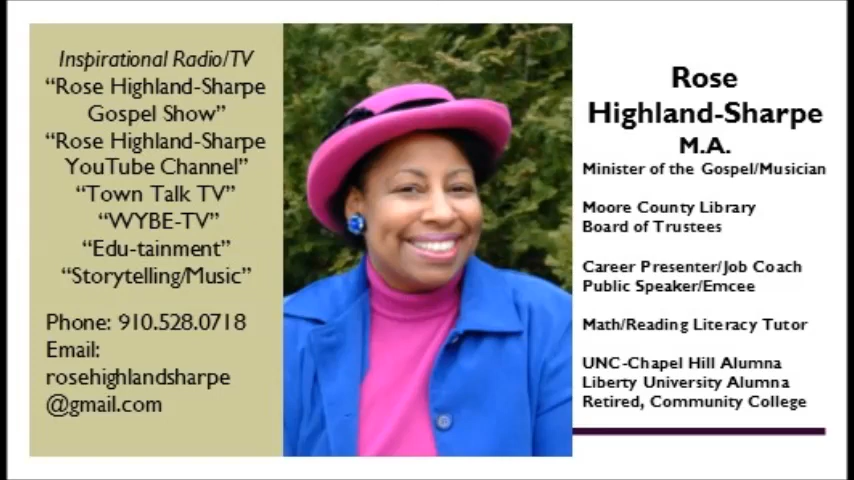 Inspirational Radio/TV
“Rose Highland-Sharpe
Gospel Show”
“Rose Highland-Sharpe
YouTube Channel”
“Town Talk TV”
“WYBE-TV”
“Edu-tainment”
“Storytelling/Music”
Phone: 910.528.0718
Email:
rosehighlandsharpe
@gmail.com
Rose
Highland-Sharpe
M.A.
Minister of the Gospel/Musician
Moore County Library
Board of Trustees
Career Presenter/Job Coach
Public Speaker/Emcee
Math/Reading Literacy Tutor
UNC-Chapel Hill Alumna
Liberty University Alumna
Retired, Community College